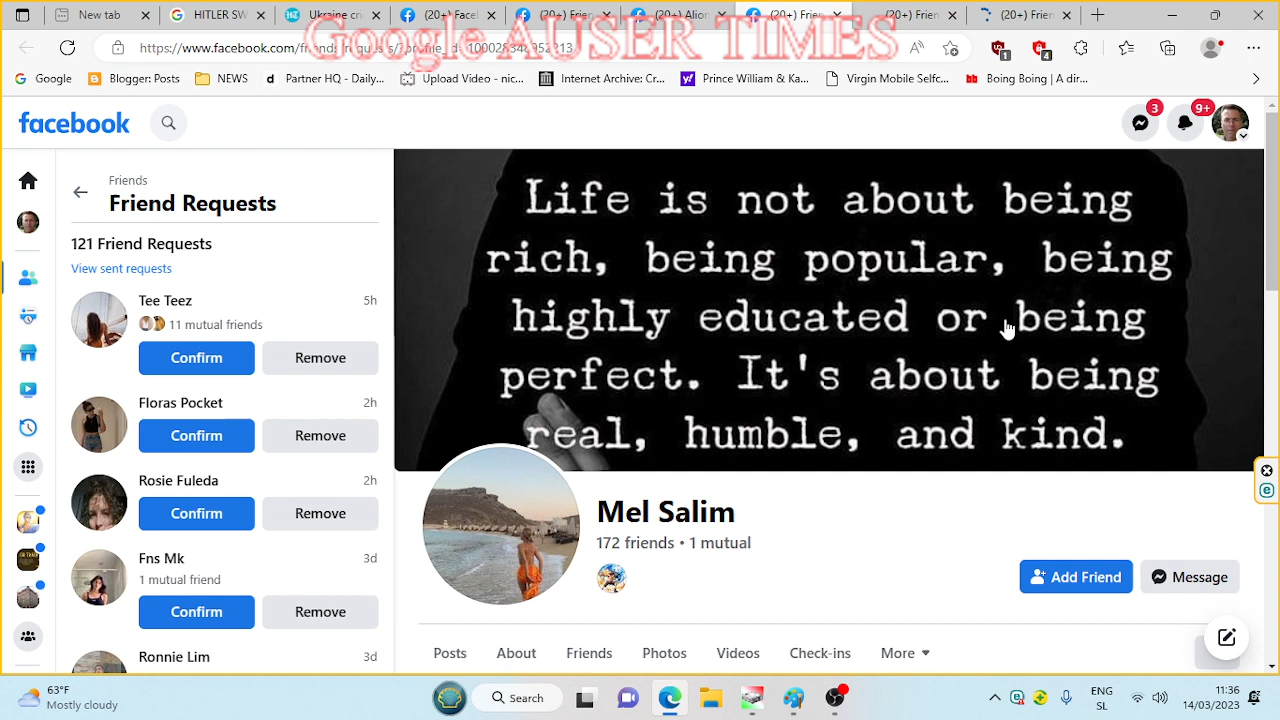 New tab
HITLER SW
Ukraine cri
(20+) Face
(20+) Frien
(20+) Alion
(20+) Frien
(20+) Frien
(20+) Frien
Google AUSER TIMES
Google
Blogger: Posts
NEWS
Partner HQ - Daily...
Upload Video - nic...
Internet Archive: Cr...
Prince William & Ka...
Virgin Mobile Selfc...
Boing Boing | A dir...
1
4
facebook
3
9+
Friends
Friend Requests
121 Friend Requests
View sent requests
Tee Teez 5h
11 mutual friends
Confirm Remove
Floras Pocket 2h
Confirm Remove
Rosie Fuleda 2h
Confirm Remove
Fns Mk 3d
1 mutual friend
Confirm Remove
Ronnie Lim 3d
Life is not about being
rich, being popular, being
highly educated or being
perfect. It's about being
real, humble, and kind.
Mel Salim
172 friends • 1 mutual
Add Friend
Message
Posts About Friends Photos Videos Check-ins More
63°F
Mostly cloudy
Search
ENG
SL
11:36
14/03/2023